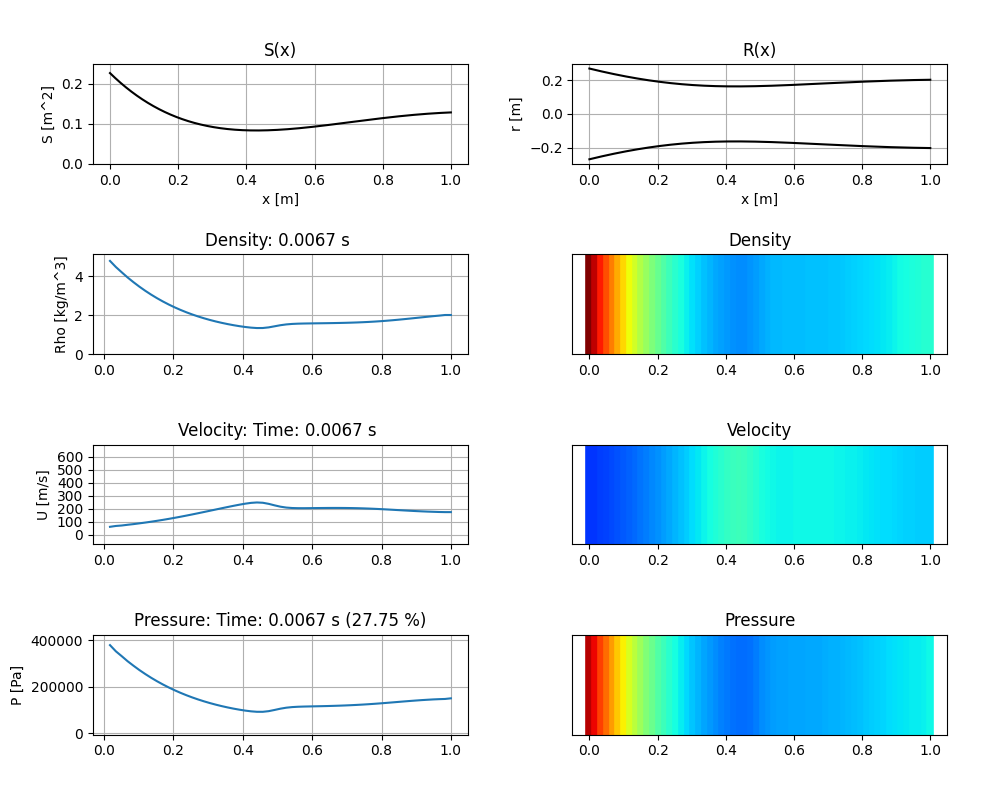 S(x)
S [m^2]
0.2
0.1
0.0
0.0 0.2 0.4 0.6 0.8 1.0
x [m]
R(x)
r [m]
0.2
0.0
−0.2
0.0 0.2 0.4 0.6 0.8 1.0
x [m]
Density: 0.0067 s
Rho [kg/m^3]
4
2
0
0.0 0.2 0.4 0.6 0.8 1.0
Density
0.0 0.2 0.4 0.6 0.8 1.0
Velocity: Time: 0.0067 s
U [m/s]
600
500
400
300
200
100
0
0.0 0.2 0.4 0.6 0.8 1.0
Velocity
0.0 0.2 0.4 0.6 0.8 1.0
Pressure: Time: 0.0067 s (27.75 %)
P [Pa]
400000
200000
0
0.0 0.2 0.4 0.6 0.8 1.0
Pressure
0.0 0.2 0.4 0.6 0.8 1.0